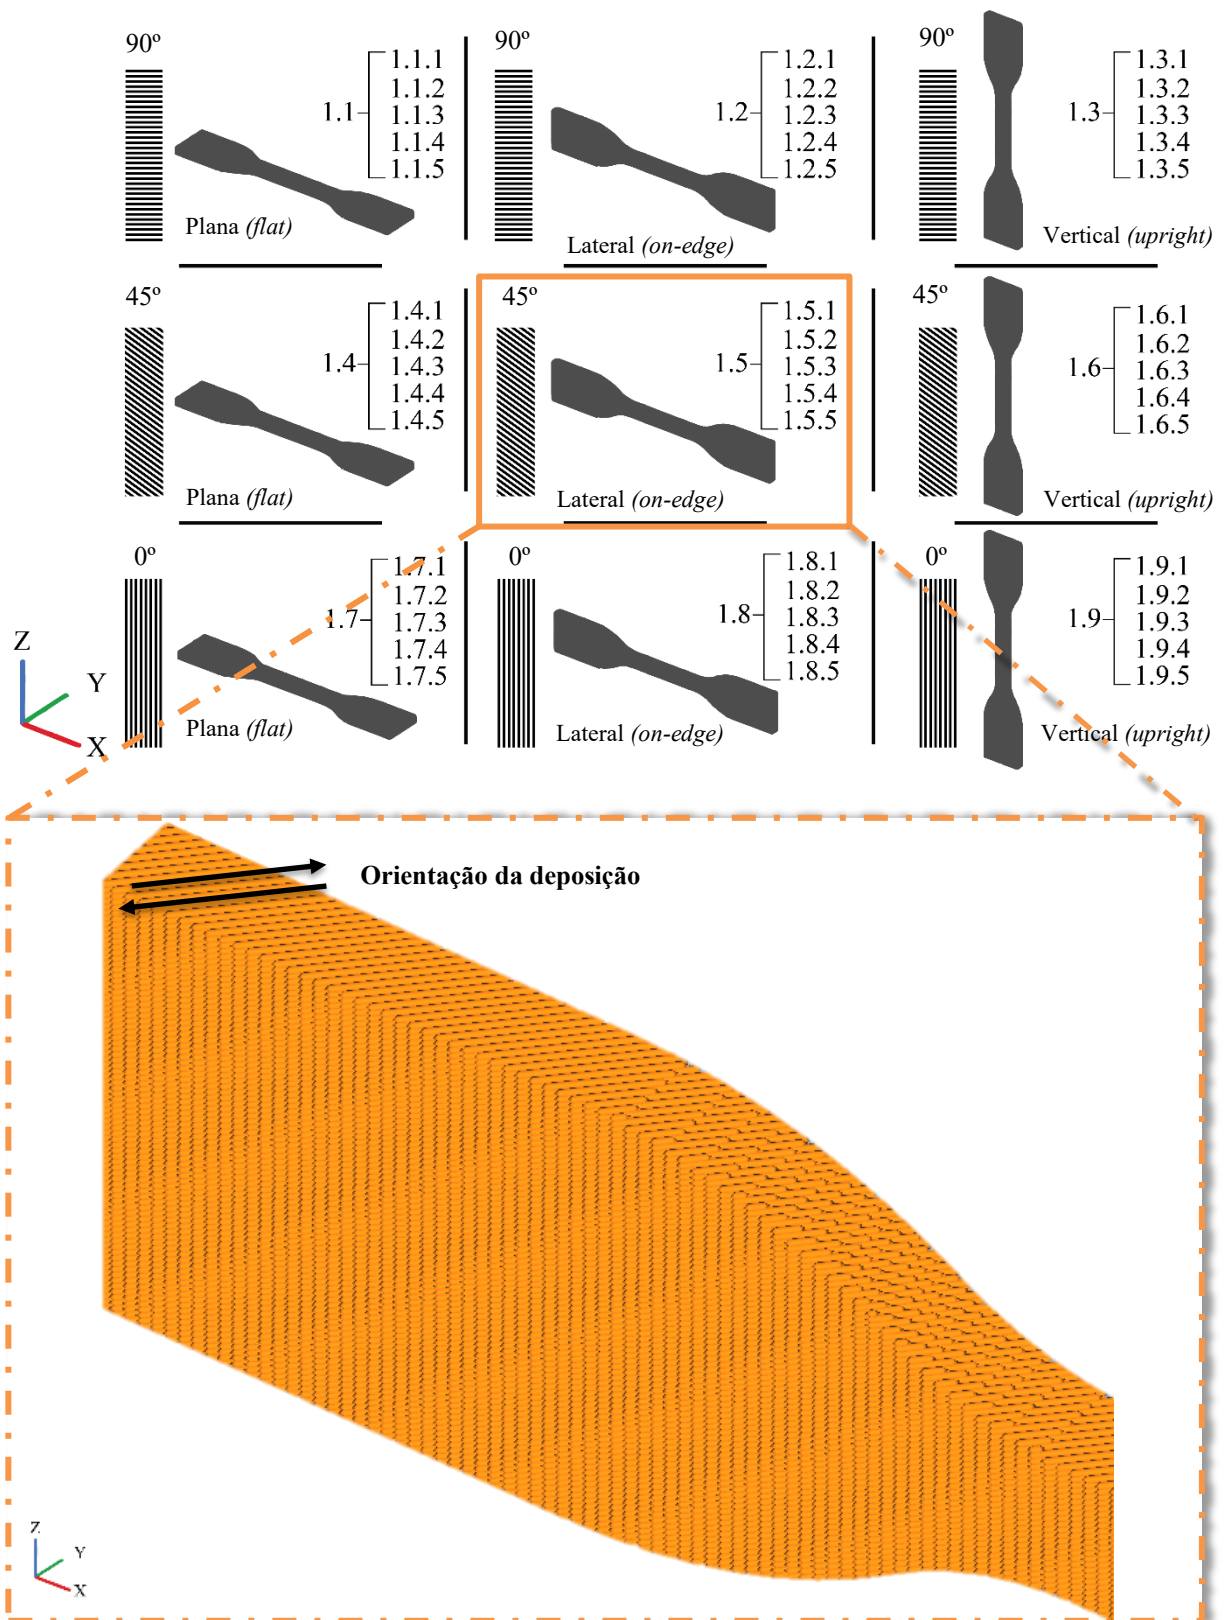 90º
1.1
1.1.1
1.1.2
1.1.3
1.1.4
1.1.5
Plana (flat)
90º
1.2
1.2.1
1.2.2
1.2.3
1.2.4
1.2.5
Lateral (on-edge)
90º
1.3
1.3.1
1.3.2
1.3.3
1.3.4
1.3.5
Vertical (upright)
45º
1.4
1.4.1
1.4.2
1.4.3
1.4.4
1.4.5
Plana (flat)
45º
1.5
1.5.1
1.5.2
1.5.3
1.5.4
1.5.5
Lateral (on-edge)
45º
1.6
1.6.1
1.6.2
1.6.3
1.6.4
1.6.5
Vertical (upright)
0º
1.7
1.7.1
1.7.2
1.7.3
1.7.4
1.7.5
Plana (flat)
0º
1.8
1.8.1
1.8.2
1.8.3
1.8.4
1.8.5
Lateral (on-edge)
0º
1.9
1.9.1
1.9.2
1.9.3
1.9.4
1.9.5
Vertical (upright)
Z
Y
X
Orientação da deposição
Z
Y
X